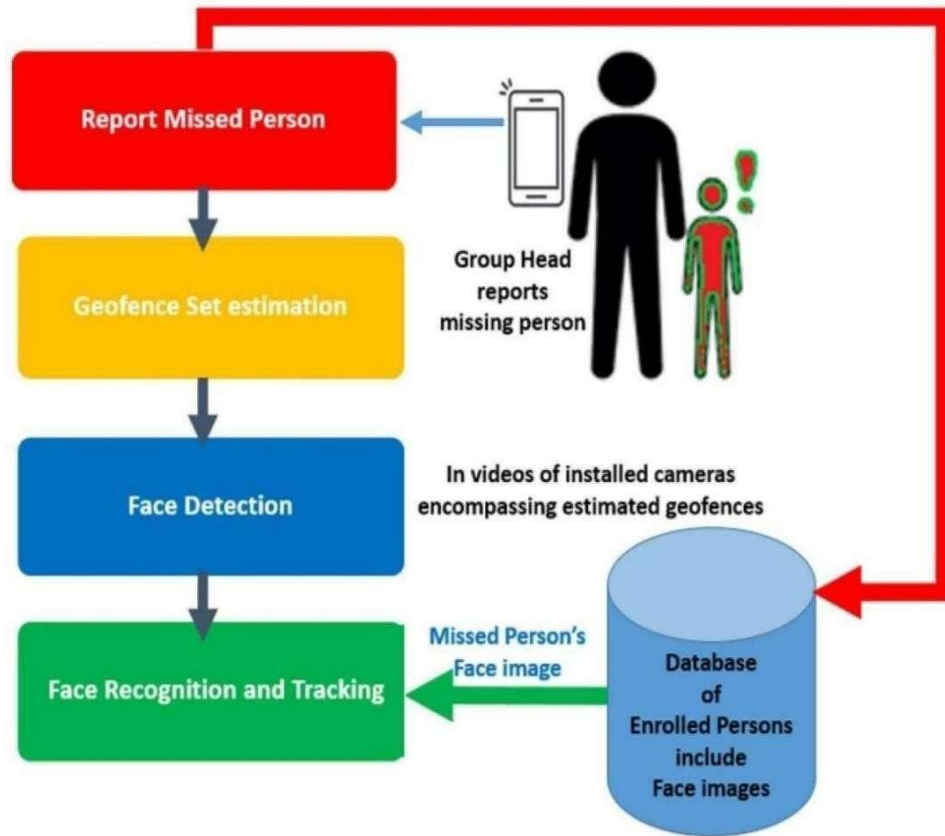 Report Missed Person
Group Head
reports
missing person
Geofence Set estimation
Face Detection
In videos of installed cameras
encompassing estimated geofences
Face Recognition and Tracking
Missed Person's
Face image
Database
of
Enrolled Persons
include
Face images